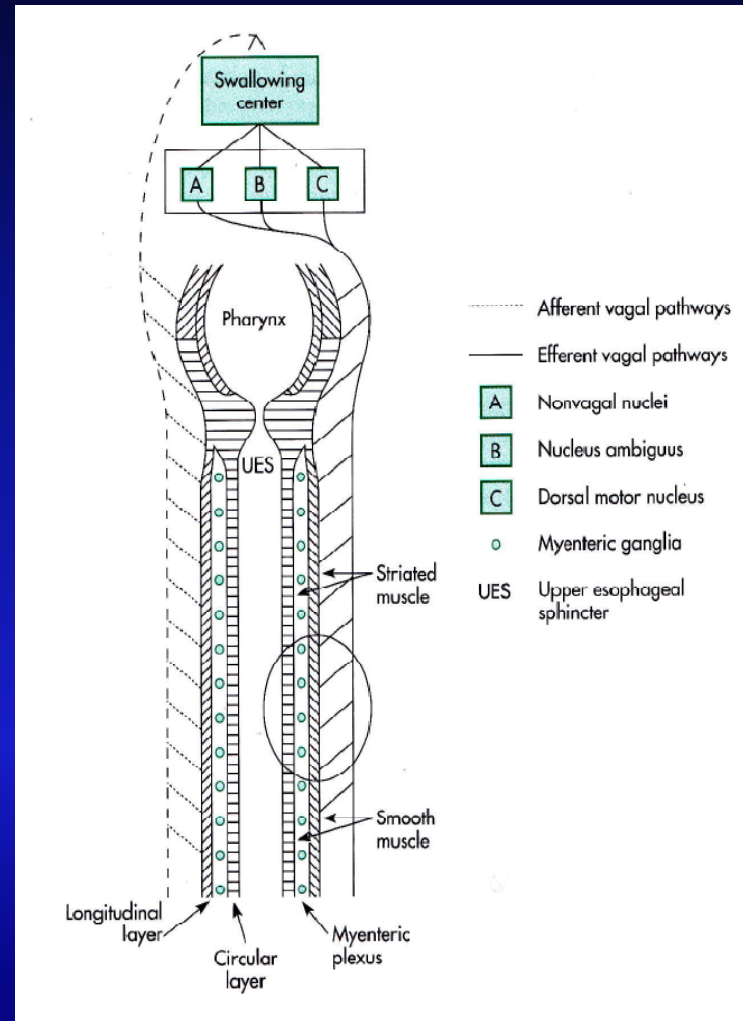 Swallowing
center
A
B
C
Pharynx
UES
Striated
muscle
Smooth
muscle
Longitudinal
layer
Circular
layer
Myenteric
plexus
Afferent vagal pathways
Efferent vagal pathways
A Nonvagal nuclei
B Nucleus ambiguus
C Dorsal motor nucleus
Myenteric ganglia
UES Upper esophageal
sphincter